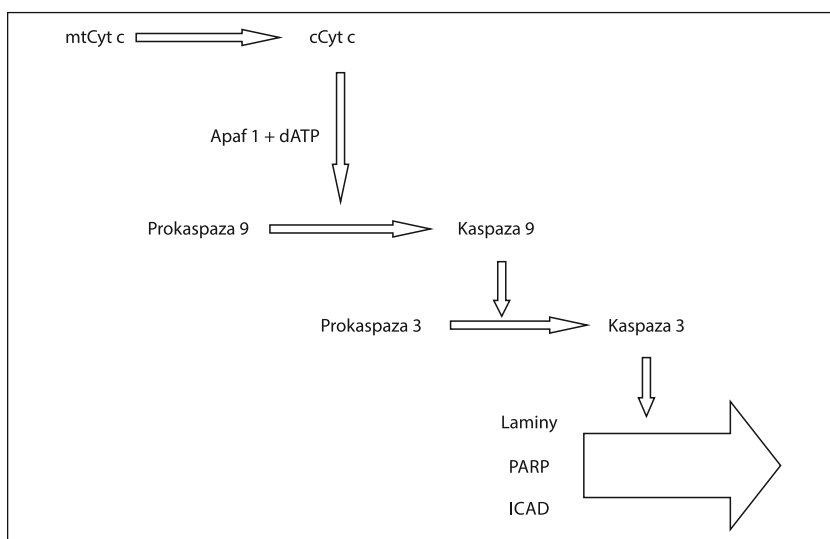 mtCyt c
cCyt c
Apaf 1 + dATP
Prokaspaza 9
Kaspaza 9
Prokaspaza 3
Kaspaza 3
Laminy
PARP
ICAD